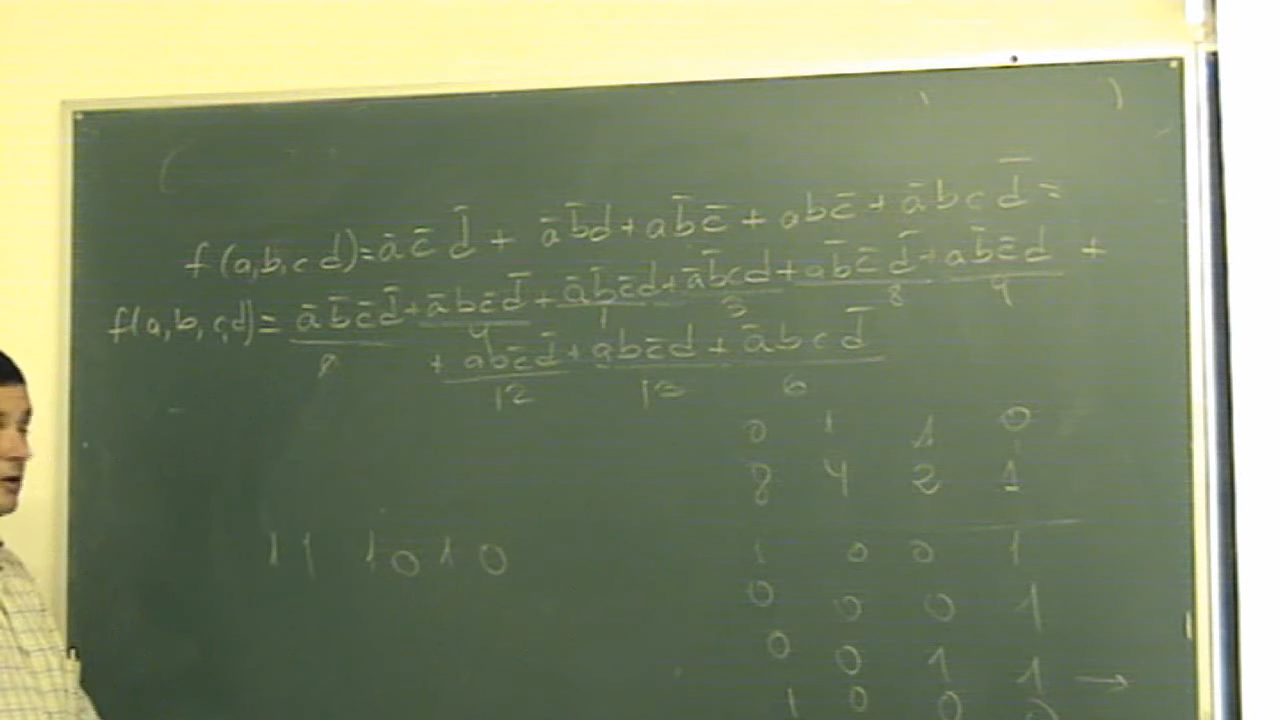 f(a,b,c d)=āc̄d̄ + āb̄d+ab̄c̄ + abc̄+ābcd̄=
f(a,b,c,d)= āb̄c̄d̄+ābc̄d̄+āb̄c̄d+āb̄cd+ab̄c̄d̄+ab̄c̄d +
0 4 1 3 8 9
+ abc̄d̄+abc̄d + ābcd̄
12 13 6
0 1 1 0
8 4 2 1
1 0 0 1
11 1010
0 0 0 1
0 0 1 1 →
1 0 0 0